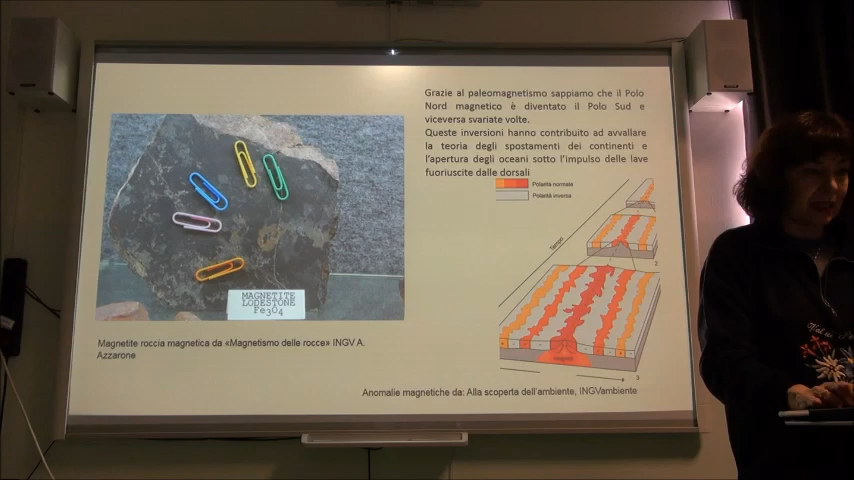 Grazie al paleomagnetismo sappiamo che il Polo
Nord magnetico è diventato il Polo Sud e
viceversa svariate volte.
Queste inversioni hanno contribuito ad avvallare
la teoria degli spostamenti dei continenti e
l'apertura degli oceani sotto l'impulso delle lave
fuoriuscite dalle dorsali
Polarità normale
Polarità inversa
Tempo
2
3
MAGNETITE
LODESTONE
Fe3O4
Magnetite roccia magnetica da «Magnetismo delle rocce» INGV A.
Azzarone
Anomalie magnetiche da: Alla scoperta dell'ambiente, INGVambiente